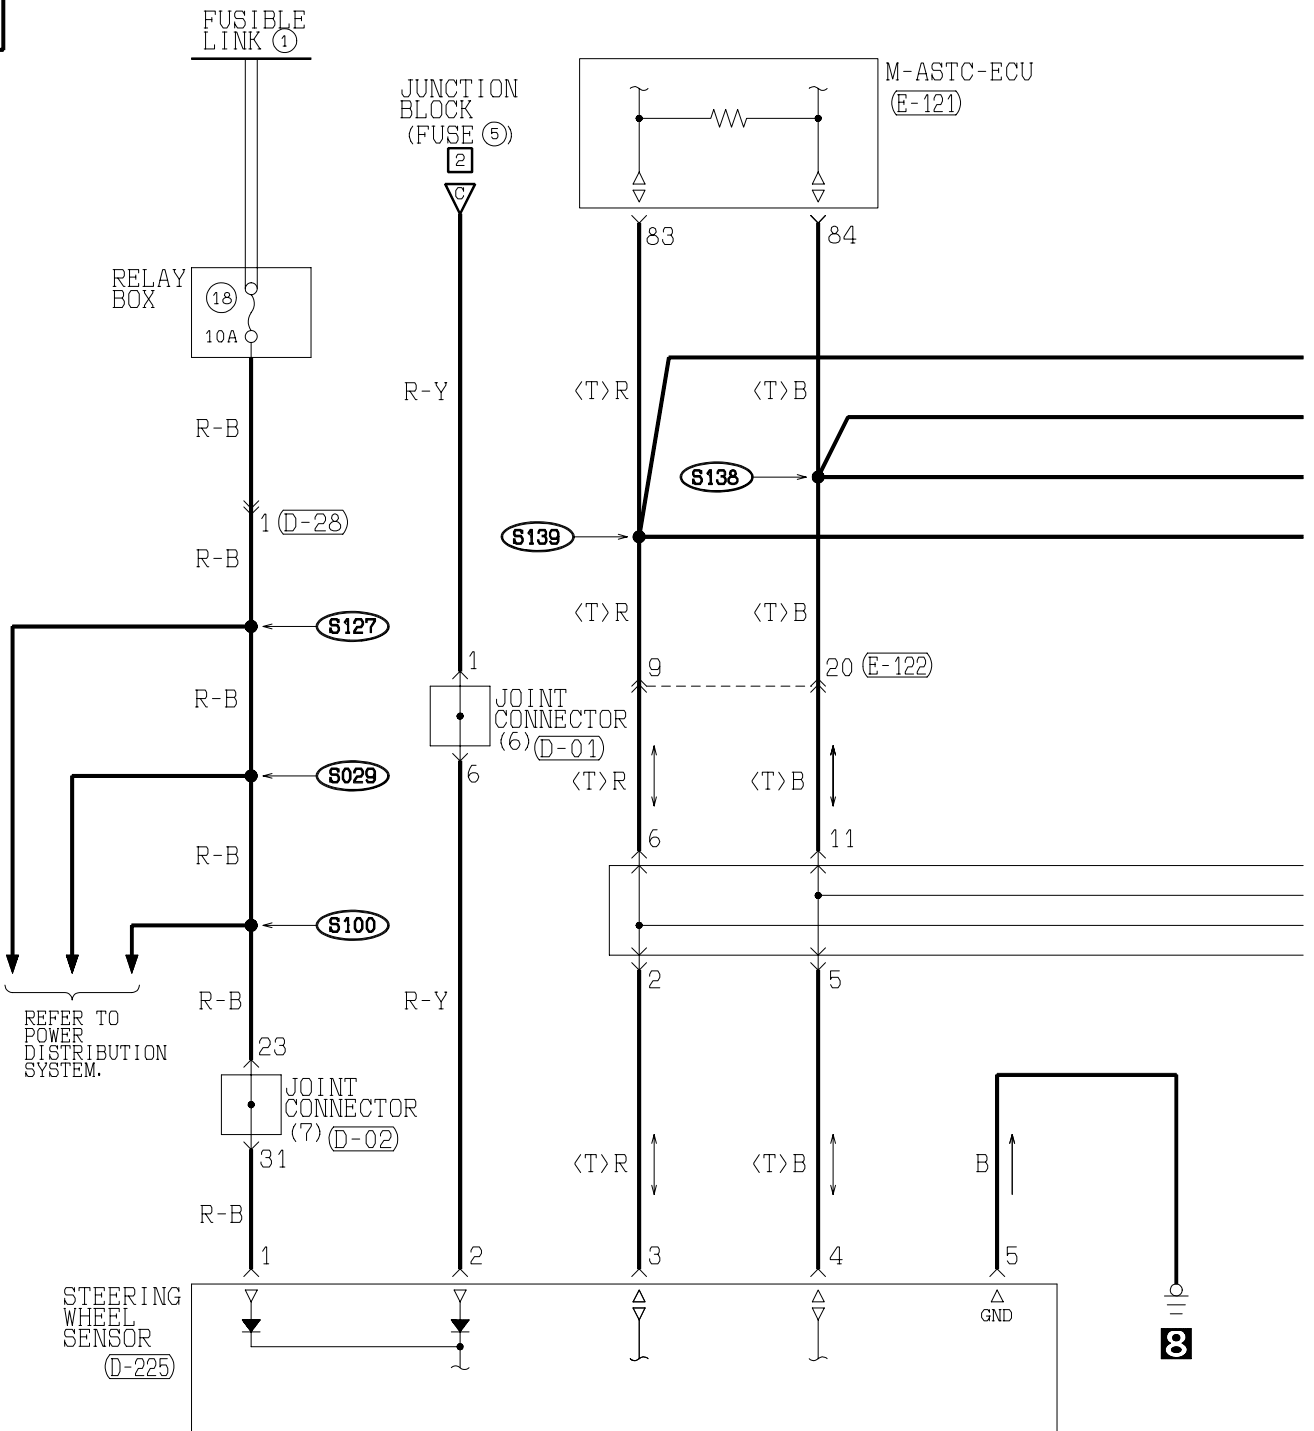 FUSIBLE
LINK ①
JUNCTION
BLOCK
(FUSE ⑤)
2
C
M-ASTC-ECU
E-121
83
84
RELAY
BOX
18
10A
R-B
R-Y
<T>R
<T>B
S138
1 D-28
S139
R-B
<T>R
<T>B
S127
1
9
20 E-122
R-B
JOINT
CONNECTOR
(6) D-01
S029
6
<T>R
<T>B
6
11
R-B
S100
2
5
R-B
R-Y
REFER TO
POWER
DISTRIBUTION
SYSTEM.
23
JOINT
CONNECTOR
(7) D-02
31
<T>R
<T>B
B
R-B
1
2
3
4
5
STEERING
WHEEL
SENSOR
D-225
GND
8